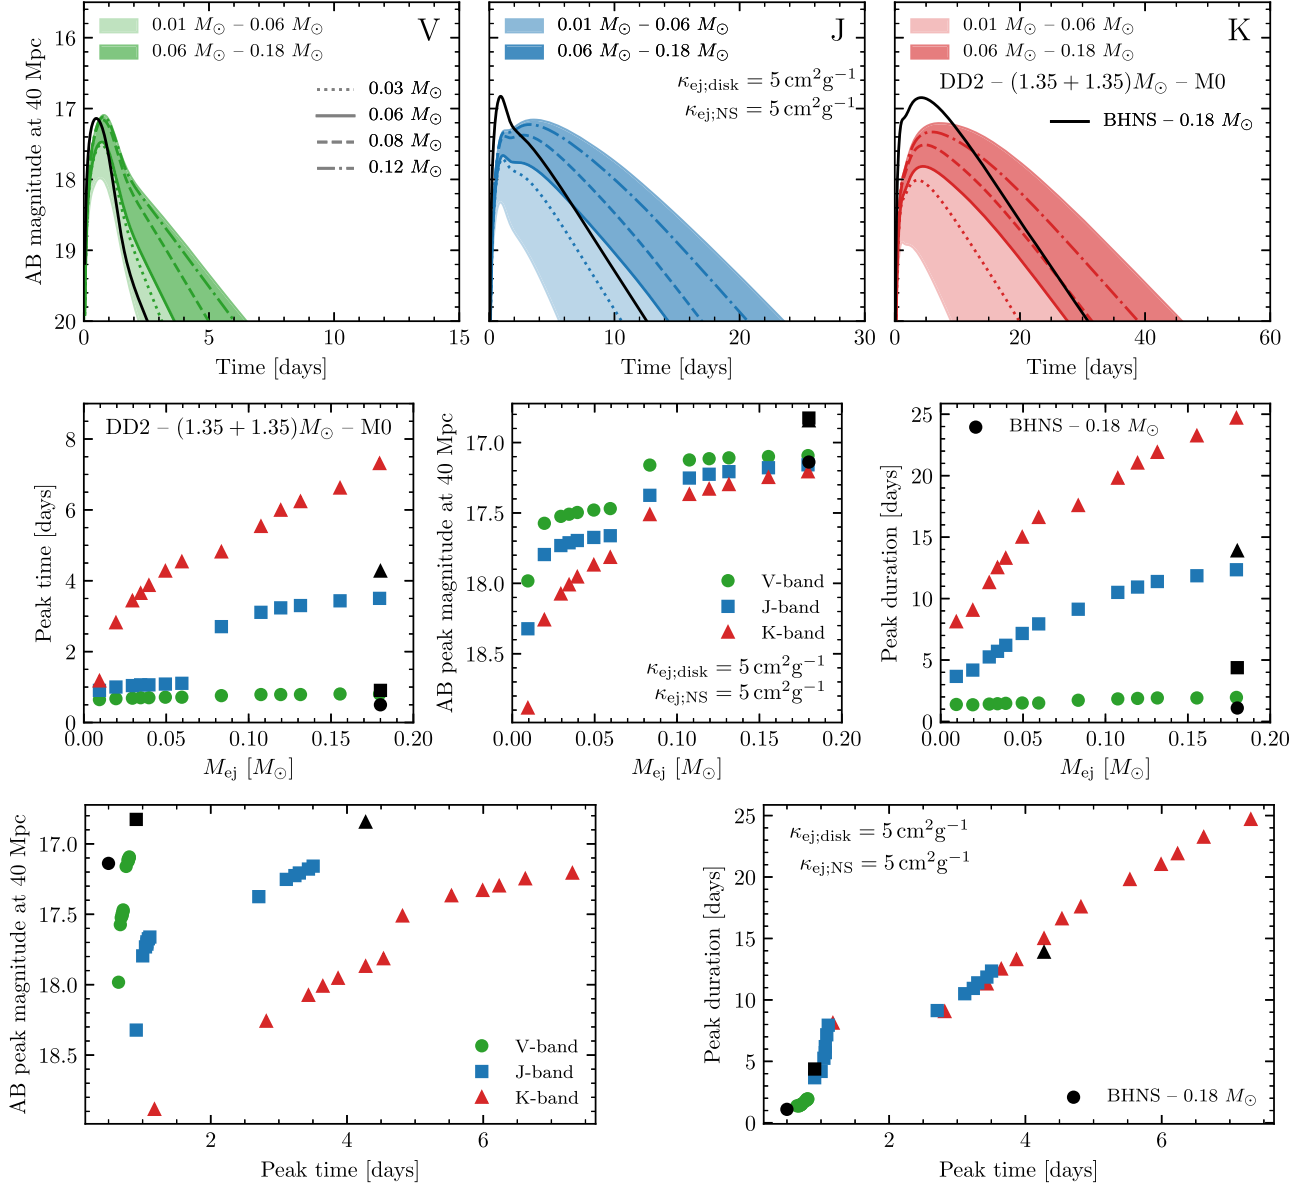 V
0.01 M⊙ – 0.06 M⊙
0.06 M⊙ – 0.18 M⊙
0.03 M⊙
0.06 M⊙
0.08 M⊙
0.12 M⊙
AB magnitude at 40 Mpc
16
17
18
19
20
0 5 10 15
Time [days]
J
0.01 M⊙ – 0.06 M⊙
0.06 M⊙ – 0.18 M⊙
κej;disk = 5 cm²g⁻¹
κej;NS = 5 cm²g⁻¹
0 10 20 30
Time [days]
K
0.01 M⊙ – 0.06 M⊙
0.06 M⊙ – 0.18 M⊙
DD2 – (1.35 + 1.35)M⊙ – M0
BHNS – 0.18 M⊙
0 10 20 40 60
Time [days]
DD2 – (1.35 + 1.35)M⊙ – M0
Peak time [days]
8
6
4
2
0
0.00 0.05 0.10 0.15 0.20
Mej [M⊙]
AB peak magnitude at 40 Mpc
17.0
17.5
18.0
18.5
V-band
J-band
K-band
κej;disk = 5 cm²g⁻¹
κej;NS = 5 cm²g⁻¹
0.00 0.05 0.10 0.15 0.20
Mej [M⊙]
BHNS – 0.18 M⊙
Peak duration [days]
25
20
15
10
5
0
0.00 0.05 0.10 0.15 0.20
Mej [M⊙]
AB peak magnitude at 40 Mpc
17.0
17.5
18.0
18.5
V-band
J-band
K-band
2 4 6
Peak time [days]
κej;disk = 5 cm²g⁻¹
κej;NS = 5 cm²g⁻¹
Peak duration [days]
25
20
15
10
5
0
BHNS – 0.18 M⊙
2 4 6
Peak time [days]